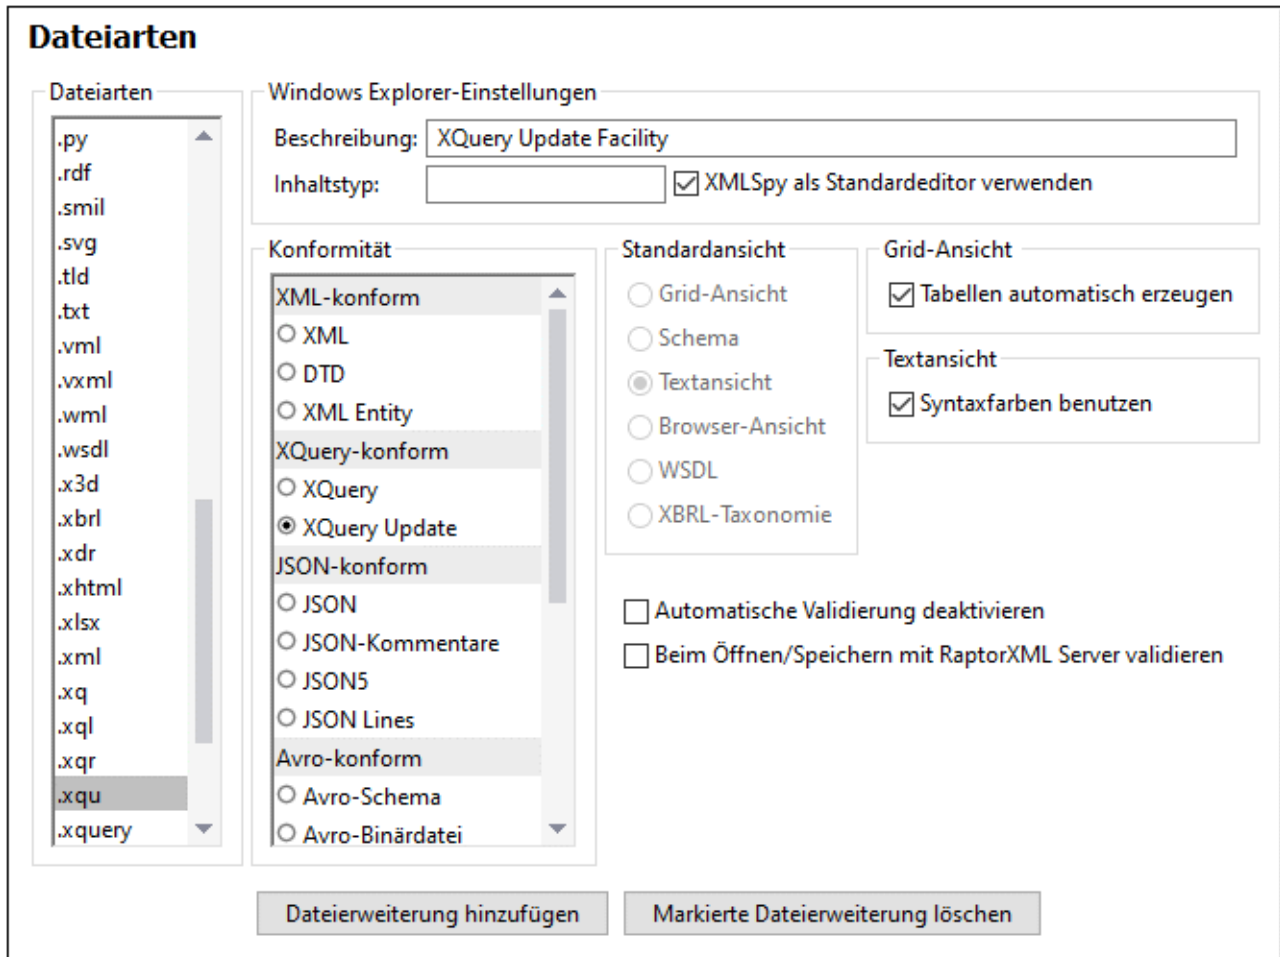 Dateiarten
Dateiarten
.py
.rdf
.smil
.svg
.tld
.txt
.vml
.vxml
.wml
.wsdl
.x3d
.xbrl
.xdr
.xhtml
.xlsx
.xml
.xq
.xql
.xqr
.xqu
.xquery
Windows Explorer-Einstellungen
Beschreibung: XQuery Update Facility
Inhaltstyp: XMLSpy als Standardeditor verwenden
Konformität
XML-konform
XML
DTD
XML Entity
XQuery-konform
XQuery
XQuery Update
JSON-konform
JSON
JSON-Kommentare
JSON5
JSON Lines
Avro-konform
Avro-Schema
Avro-Binärdatei
Standardansicht
Grid-Ansicht
Schema
Textansicht
Browser-Ansicht
WSDL
XBRL-Taxonomie
Grid-Ansicht
Tabellen automatisch erzeugen
Textansicht
Syntaxfarben benutzen
Automatische Validierung deaktivieren
Beim Öffnen/Speichern mit RaptorXML Server validieren
Dateierweiterung hinzufügen
Markierte Dateierweiterung löschen